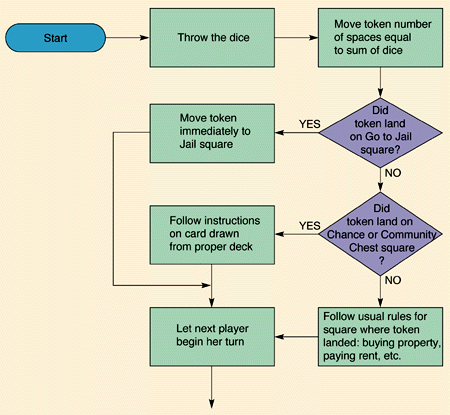 Start
Throw the dice
Move token number
of spaces equal
to sum of dice
Did
token land
on Go to Jail
square?
YES
Move token
immediately to
Jail square
NO
Did
token land on
Chance or Community
Chest square
?
YES
Follow instructions
on card drawn
from proper deck
NO
Follow usual rules for
square where token
landed: buying property,
paying rent, etc.
Let next player
begin her turn